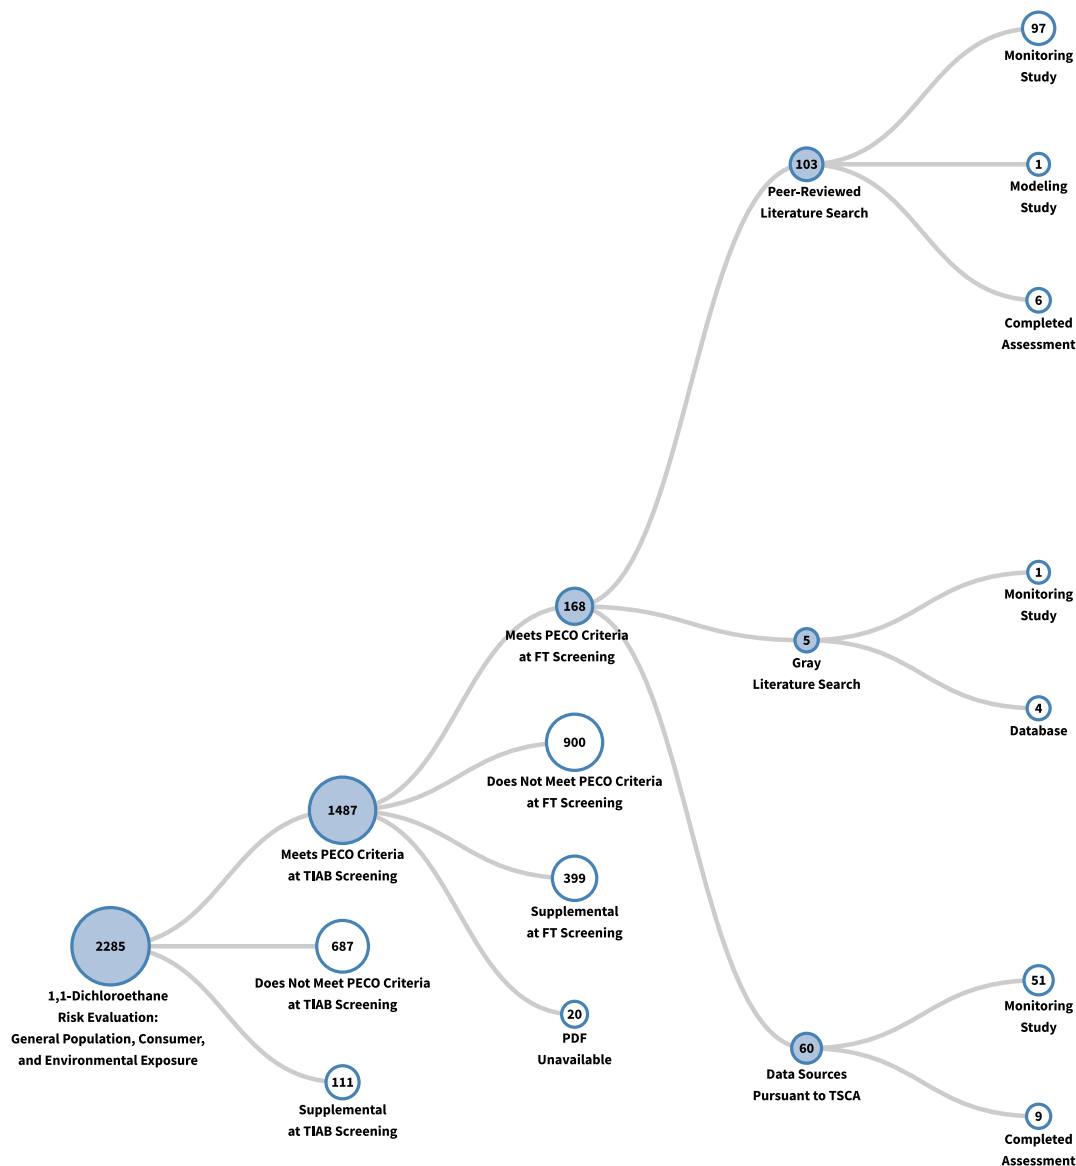 97
Monitoring
Study
103
Peer-Reviewed
Literature Search
1
Modeling
Study
6
Completed
Assessment
168
Meets PECO Criteria
at FT Screening
1
Monitoring
Study
5
Gray
Literature Search
4
Database
900
Does Not Meet PECO Criteria
at FT Screening
1487
Meets PECO Criteria
at TIAB Screening
399
Supplemental
at FT Screening
2285
1,1-Dichloroethane
Risk Evaluation:
General Population, Consumer,
and Environmental Exposure
687
Does Not Meet PECO Criteria
at TIAB Screening
20
PDF
Unavailable
111
Supplemental
at TIAB Screening
51
Monitoring
Study
60
Data Sources
Pursuant to TSCA
9
Completed
Assessment